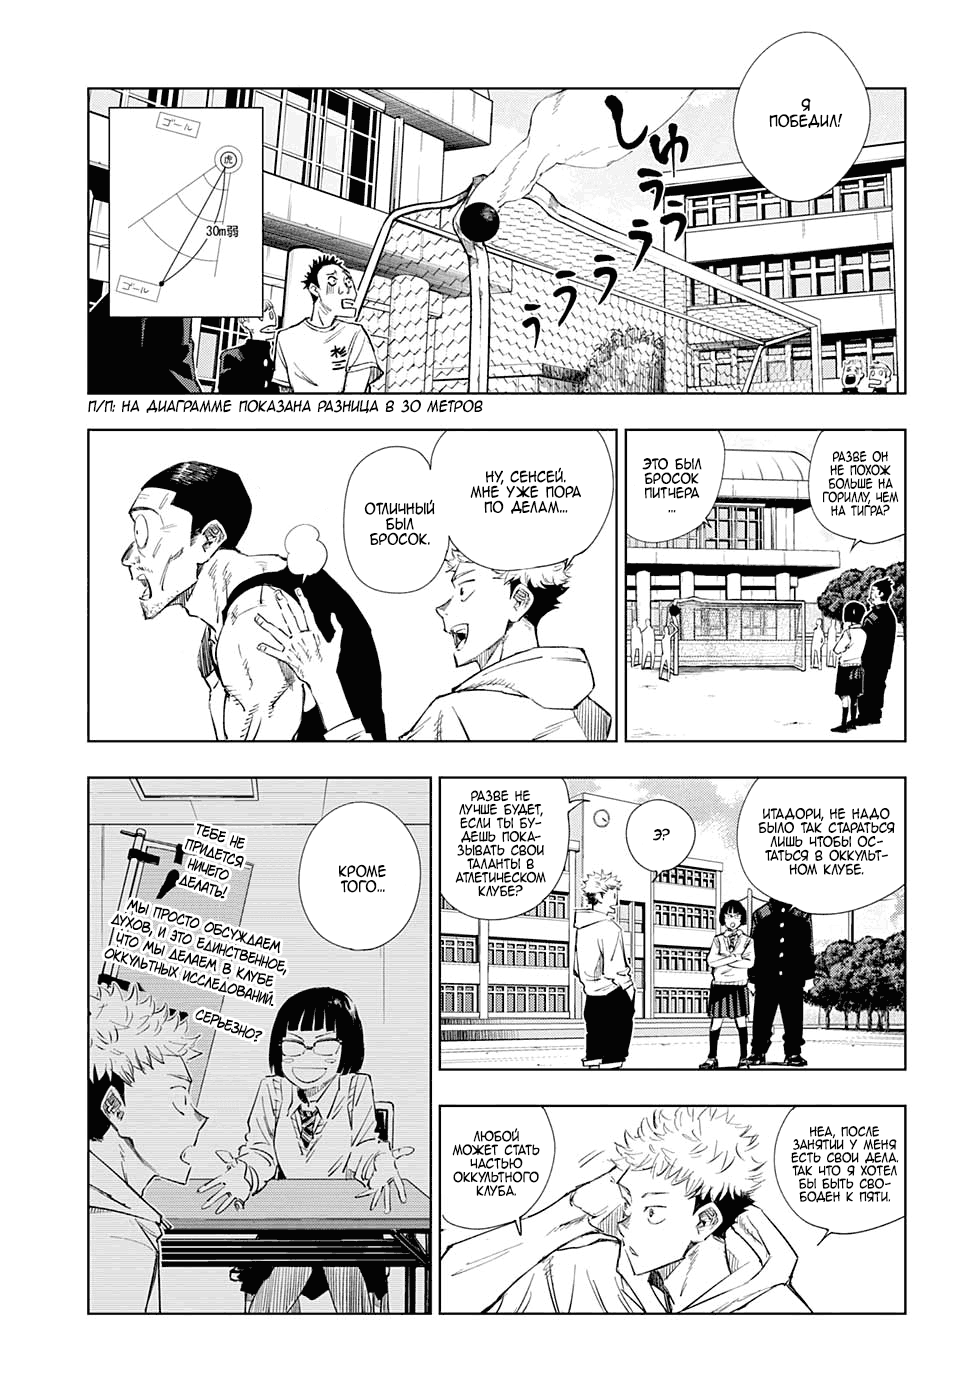 Я
ПОБЕДИЛ!
ゴール
虎
30m弱
ゴール
しゅうううううう
杉
三
П/П: НА ДИАГРАММЕ ПОКАЗАНА РАЗНИЦА В 30 МЕТРОВ
РАЗВЕ ОН
НЕ ПОХОЖ
БОЛЬШЕ НА
ГОРИЛЛУ, ЧЕМ
НА ТИГРА?
ЭТО БЫЛ
БРОСОК
ПИТЧЕРА
...
НУ, СЕНСЕЙ.
МНЕ УЖЕ ПОРА
ПО ДЕЛАМ...
ОТЛИЧНЫЙ
БЫЛ
БРОСОК.
ИТАДОРИ, НЕ НАДО
БЫЛО ТАК СТАРАТЬСЯ
ЛИШЬ ЧТОБЫ ОС-
ТАТЬСЯ В ОККУЛЬТ-
НОМ КЛУБЕ.
Э?
РАЗВЕ НЕ
ЛУЧШЕ БУДЕТ,
ЕСЛИ ТЫ БУ-
ДЕШЬ ПОКА-
ЗЫВАТЬ СВОИ
ТАЛАНТЫ В
АТЛЕТИЧЕСКОМ
КЛУБЕ?
НЕА, ПОСЛЕ
ЗАНЯТИИ У МЕНЯ
ЕСТЬ СВОИ ДЕЛА.
ТАК ЧТО Я ХОТЕЛ
БЫ БЫТЬ СВО-
БОДЕН К ПЯТИ.
ЛЮБОЙ
МОЖЕТ СТАТЬ
ЧАСТЬЮ
ОККУЛЬТНОГО
КЛУБА.
КРОМЕ
ТОГО...
ТЕБЕ НЕ
ПРИДЕТСЯ
НИЧЕГО
ДЕЛАТЬ!
МЫ ПРОСТО ОБСУЖДАЕМ
ДУХОВ, И ЭТО ЕДИНСТВЕННОЕ,
ЧТО МЫ ДЕЛАЕМ В КЛУБЕ
ОККУЛЬТНЫХ ИССЛЕДОВАНИЙ.
СЕРЬЕЗНО?